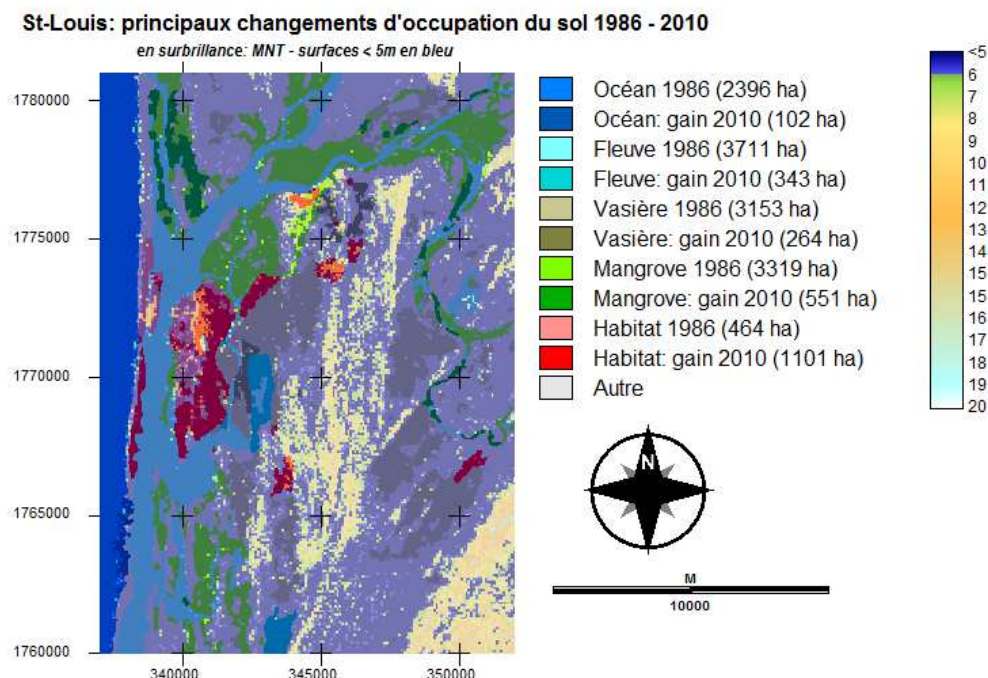 St-Louis: principaux changements d'occupation du sol 1986 - 2010
en surbrillance: MNT - surfaces < 5m en bleu
1780000
1775000
1770000
1765000
1760000
340000
345000
350000
Océan 1986 (2396 ha)
Océan: gain 2010 (102 ha)
Fleuve 1986 (3711 ha)
Fleuve: gain 2010 (343 ha)
Vasière 1986 (3153 ha)
Vasière: gain 2010 (264 ha)
Mangrove 1986 (3319 ha)
Mangrove: gain 2010 (551 ha)
Habitat 1986 (464 ha)
Habitat: gain 2010 (1101 ha)
Autre
<5
6
7
8
9
10
11
12
13
14
15
16
17
18
19
20
N
M
10000